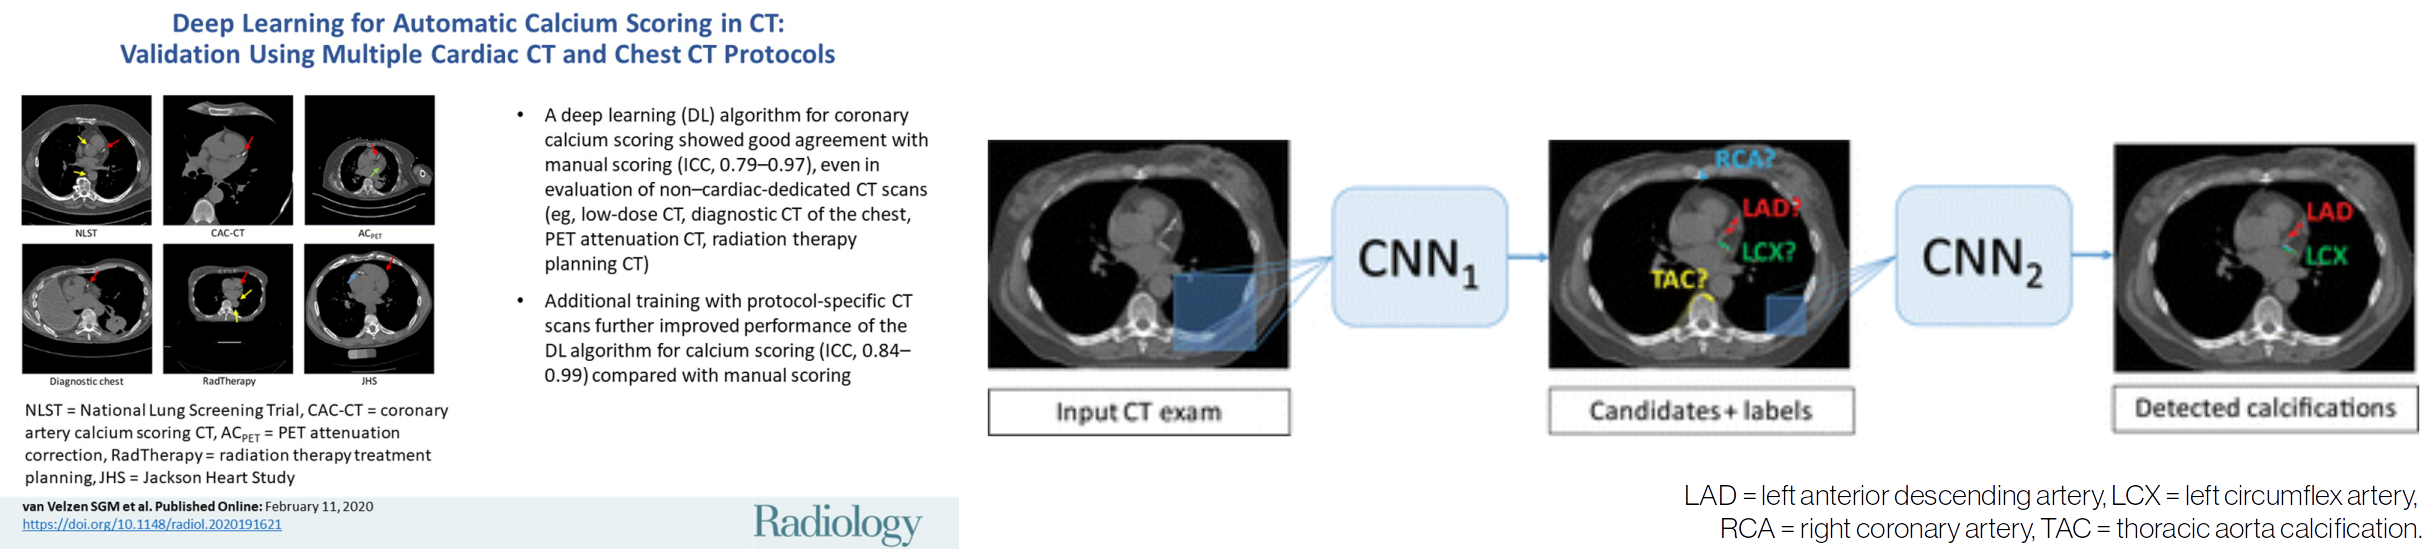 Deep Learning for Automatic Calcium Scoring in CT:
Validation Using Multiple Cardiac CT and Chest CT Protocols
NLST
CAC-CT
ACPET
Diagnostic chest
RadTherapy
JHS
NLST = National Lung Screening Trial, CAC-CT = coronary
artery calcium scoring CT, ACPET = PET attenuation
correction, RadTherapy = radiation therapy treatment
planning, JHS = Jackson Heart Study
• A deep learning (DL) algorithm for coronary
calcium scoring showed good agreement with
manual scoring (ICC, 0.79–0.97), even in
evaluation of non–cardiac-dedicated CT scans
(eg, low-dose CT, diagnostic CT of the chest,
PET attenuation CT, radiation therapy
planning CT)
• Additional training with protocol-specific CT
scans further improved performance of the
DL algorithm for calcium scoring (ICC, 0.84–
0.99) compared with manual scoring
van Velzen SGM et al. Published Online: February 11, 2020
https://doi.org/10.1148/radiol.2020191621
Radiology
Input CT exam
CNN1
RCA?
LAD?
LCX?
TAC?
Candidates + labels
CNN2
LAD
LCX
Detected calcifications
LAD = left anterior descending artery, LCX = left circumflex artery,
RCA = right coronary artery, TAC = thoracic aorta calcification.